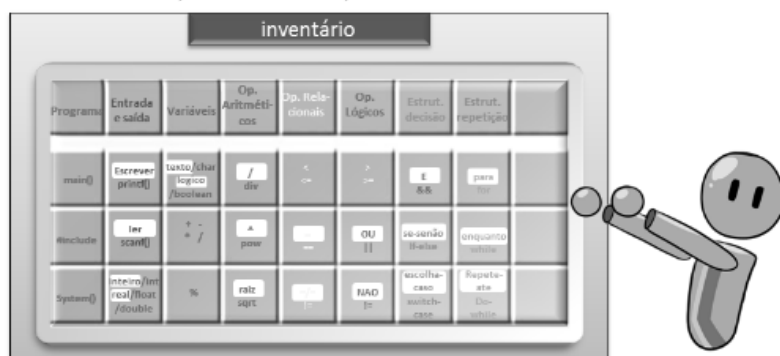 inventário
Programa
Entrada
e saída
Variáveis
Op.
Aritméti-
cos
Op. Rela-
cionais
Op.
Lógicos
Estrut.
decisão
Estrut.
repetição
main()
Escrever
printf()
texto/char
logico
/boolean
/
div
<
<=
>
>=
E
&&
para
for
#include
ler
scanf()
+ -
* /
^
pow
OU
||
se-senão
if-else
enquanto
while
System()
inteiro/int
real/float
/double
%
raiz
sqrt
!=
NAO
!=
escolha-
caso
switch-
case
Repete-
ate
Do-
while